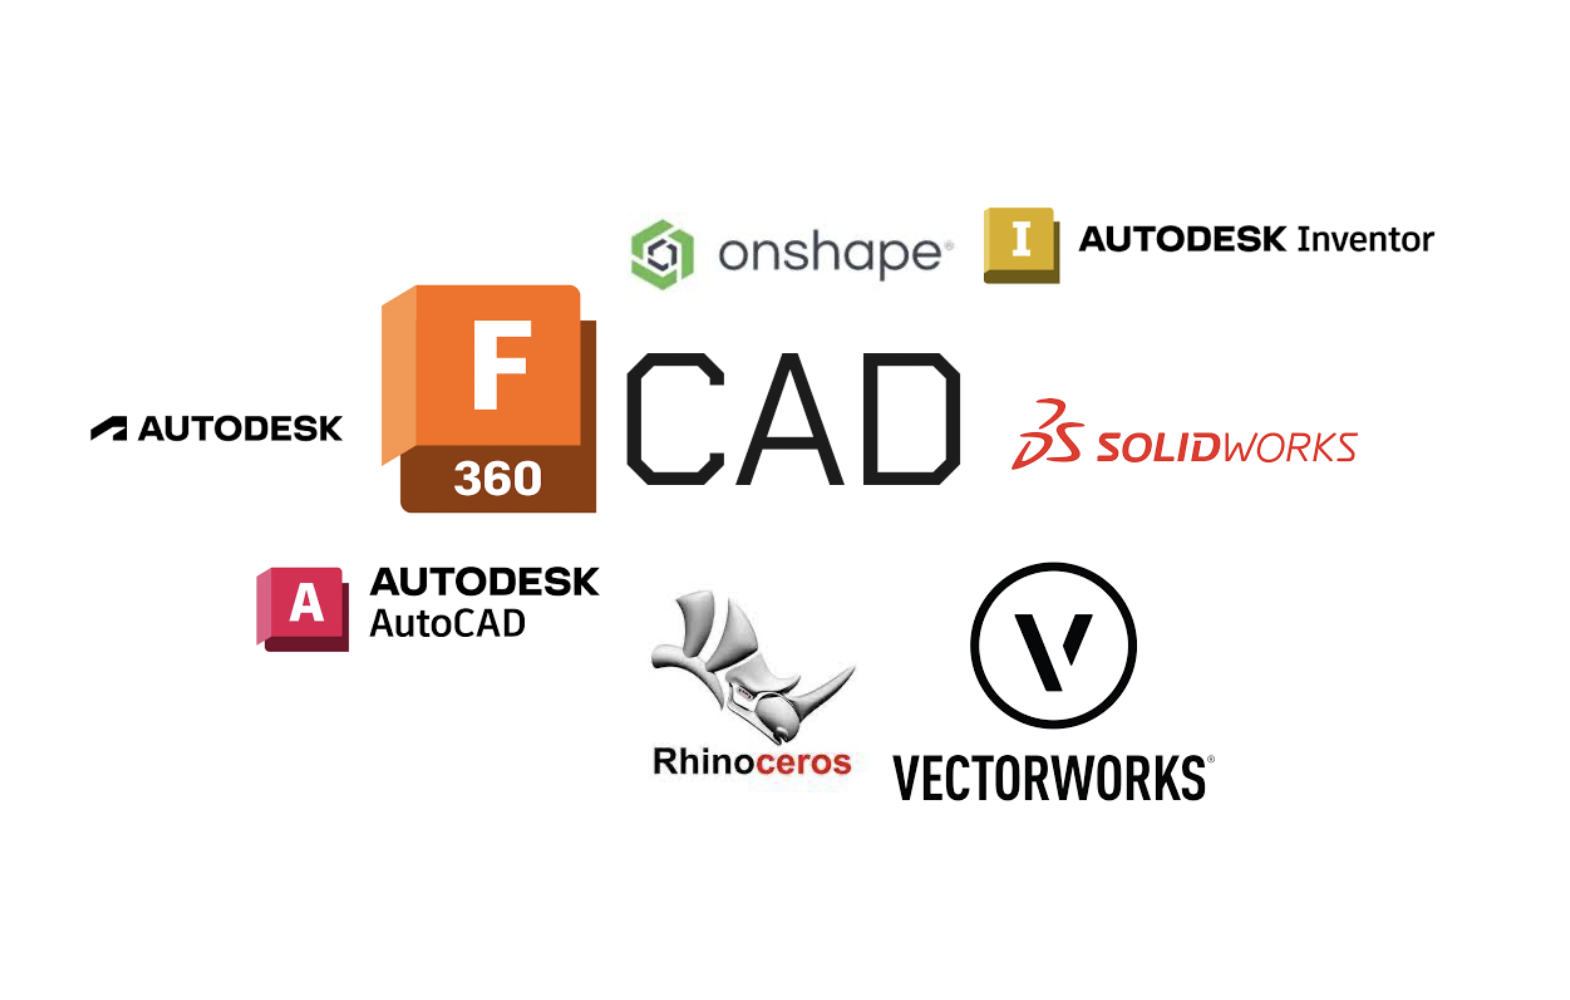 onshape®
I
AUTODESK Inventor
F
360
CAD
AUTODESK
SOLIDWORKS
A
AUTODESK
AutoCAD
Rhinoceros
V
VECTORWORKS®